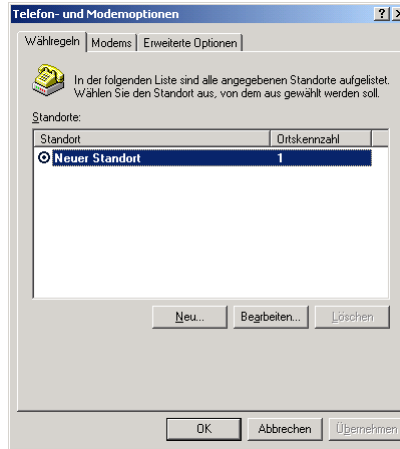 Telefon- und Modemoptionen
Wählregeln Modems Erweiterte Optionen
In der folgenden Liste sind alle angegebenen Standorte aufgelistet.
Wählen Sie den Standort aus, von dem aus gewählt werden soll.
Standorte:
Standort Ortskennzahl
Neuer Standort 1
Neu... Bearbeiten... Löschen
OK Abbrechen Übernehmen